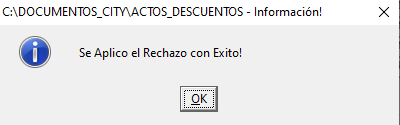 C:\DOCUMENTOS_CITY\ACTOS_DESCUENTOS - Información!
Se Aplico el Rechazo con Exito!
OK